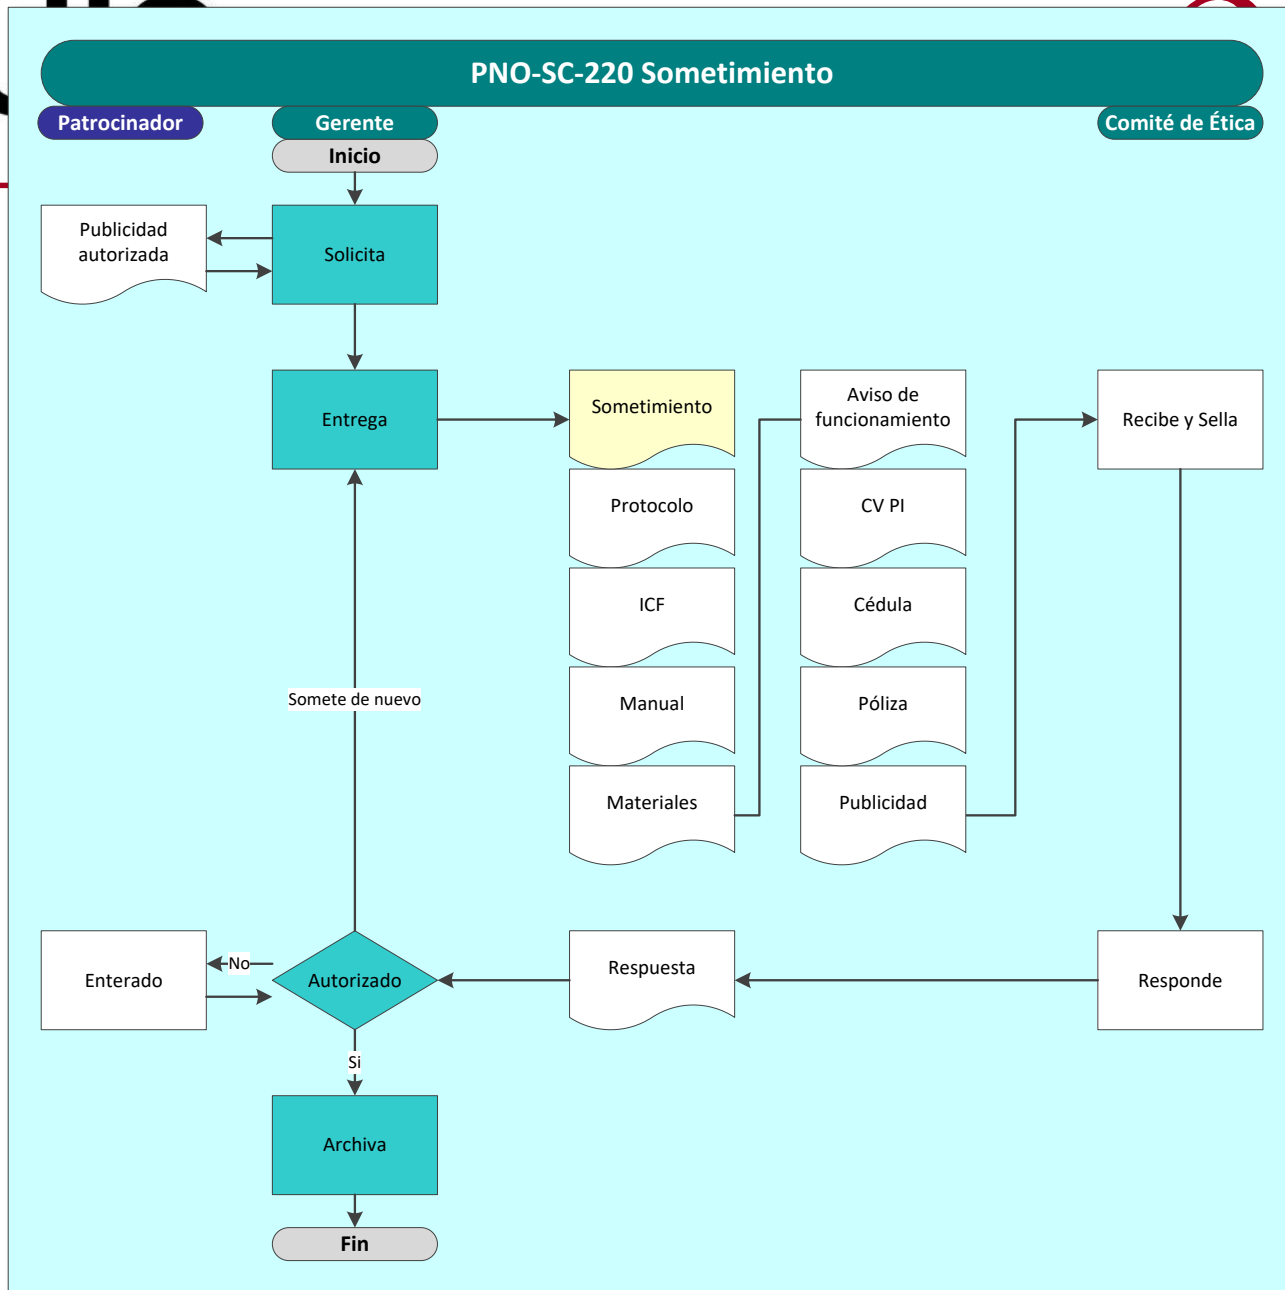 PNO-SC-220 Sometimiento
Patrocinador
Gerente
Comité de Ética
Inicio
Publicidad
autorizada
Solicita
Entrega
Sometimiento
Aviso de
funcionamiento
Recibe y Sella
Protocolo
CV PI
ICF
Cédula
Somete de nuevo
Manual
Póliza
Materiales
Publicidad
Enterado
No
Autorizado
Respuesta
Responde
Si
Archiva
Fin